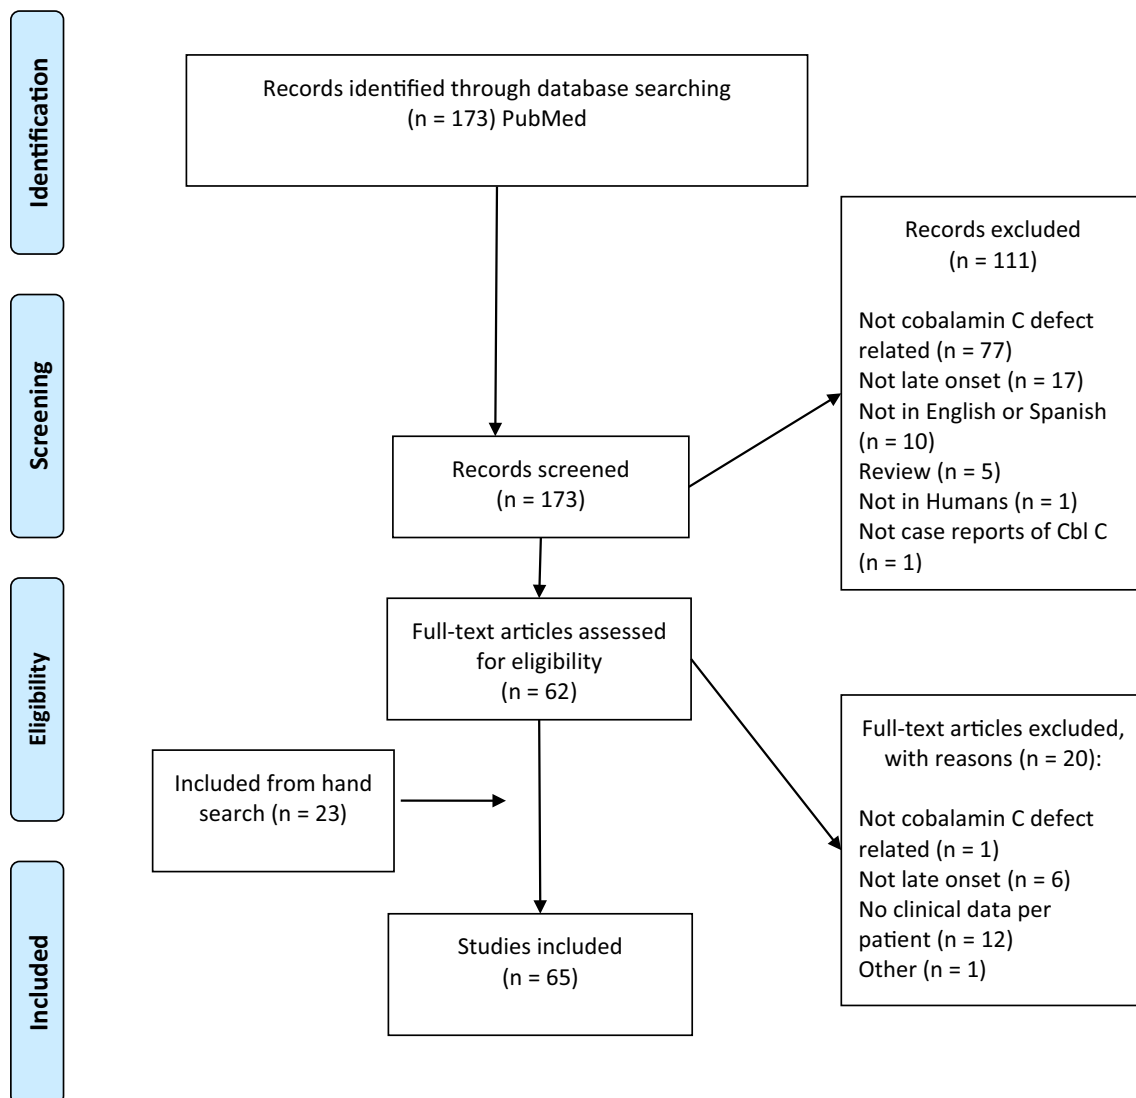 Identification
Records identified through database searching
(n = 173) PubMed
Records excluded
(n = 111)
Not cobalamin C defect
related (n = 77)
Not late onset (n = 17)
Not in English or Spanish
(n = 10)
Review (n = 5)
Not in Humans (n = 1)
Not case reports of Cbl C
(n = 1)
Screening
Records screened
(n = 173)
Eligibility
Full-text articles assessed
for eligibility
(n = 62)
Full-text articles excluded,
with reasons (n = 20):
Not cobalamin C defect
related (n = 1)
Not late onset (n = 6)
No clinical data per
patient (n = 12)
Other (n = 1)
Included from hand
search (n = 23)
Included
Studies included
(n = 65)